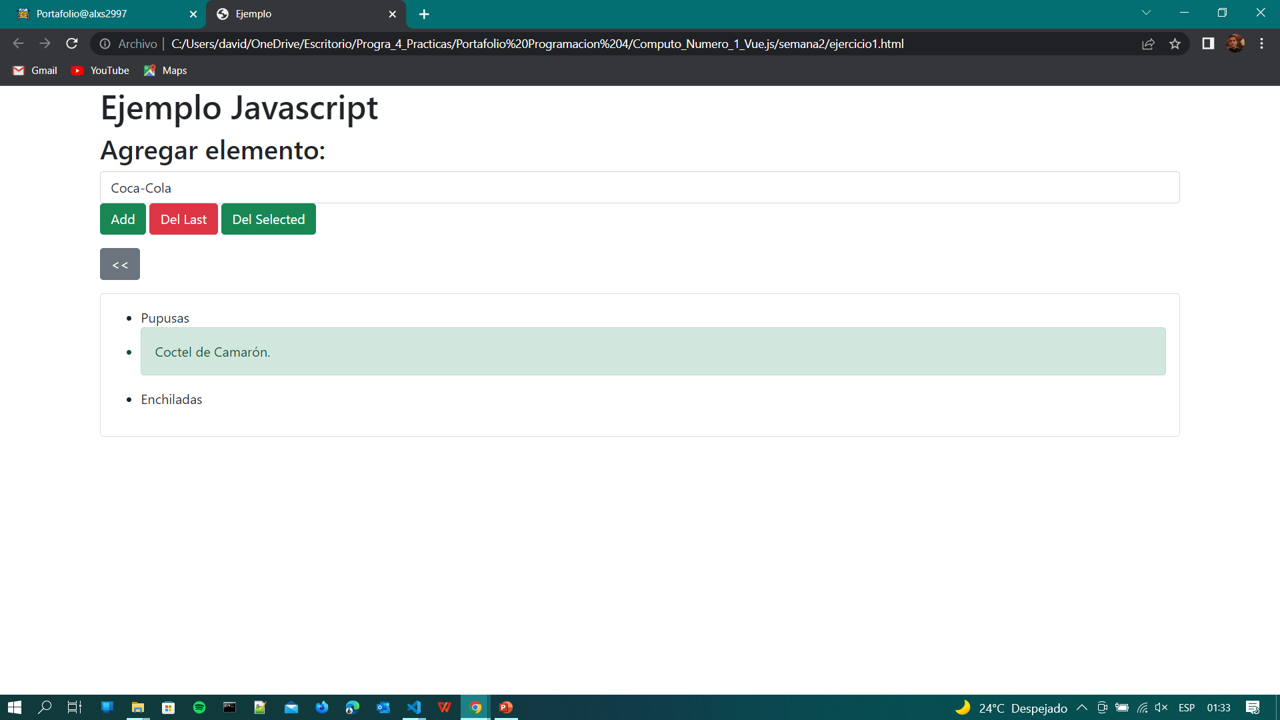 Portafolio@alxs2997
Ejemplo
Archivo | C:/Users/david/OneDrive/Escritorio/Progra_4_Practicas/Portafolio%20Programacion%204/Computo_Numero_1_Vue.js/semana2/ejercicio1.html
Gmail YouTube Maps
Ejemplo Javascript
Agregar elemento:
Coca-Cola
Add Del Last Del Selected
<<
Pupusas
Coctel de Camarón.
Enchiladas
24°C Despejado ESP 01:33